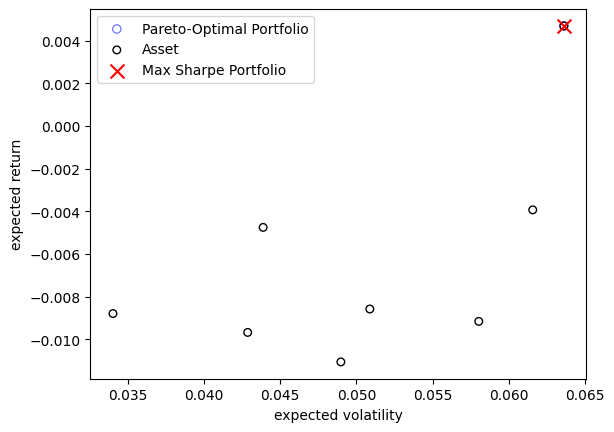 Pareto-Optimal Portfolio
Asset
Max Sharpe Portfolio
expected return
0.004
0.002
0.000
−0.002
−0.004
−0.006
−0.008
−0.010
0.035 0.040 0.045 0.050 0.055 0.060 0.065
expected volatility